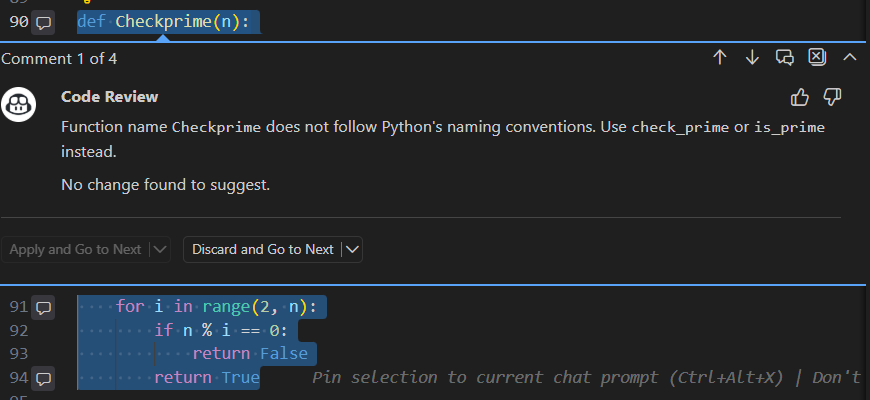 90 def Checkprime(n):
Comment 1 of 4
Code Review
Function name Checkprime does not follow Python's naming conventions. Use check_prime or is_prime
instead.
No change found to suggest.
Apply and Go to Next Discard and Go to Next
91 for i in range(2, n):
92 if n % i == 0:
93 return False
94 return True Pin selection to current chat prompt (Ctrl+Alt+X) | Don't